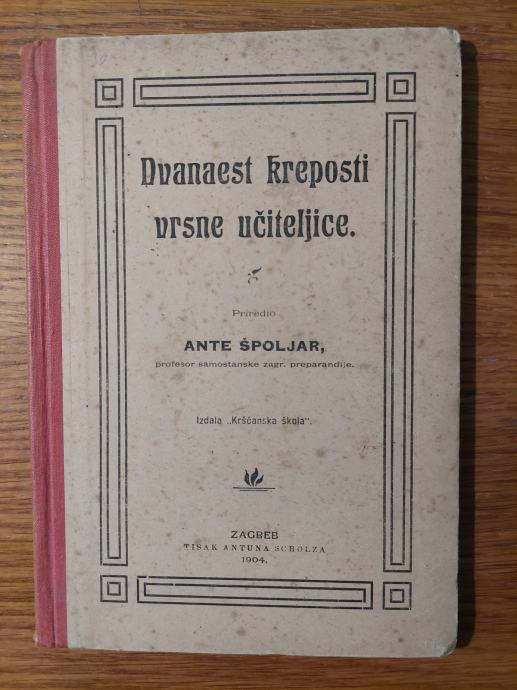 Dvanaest kreposti
vrsne učiteljice.
Priredio
ANTE ŠPOLJAR,
profesor samostanske zagr. preparandije.
Izdala „Kršćanska škola“.
ZAGREB
TISAK ANTUNA SCHOLZA
1904.